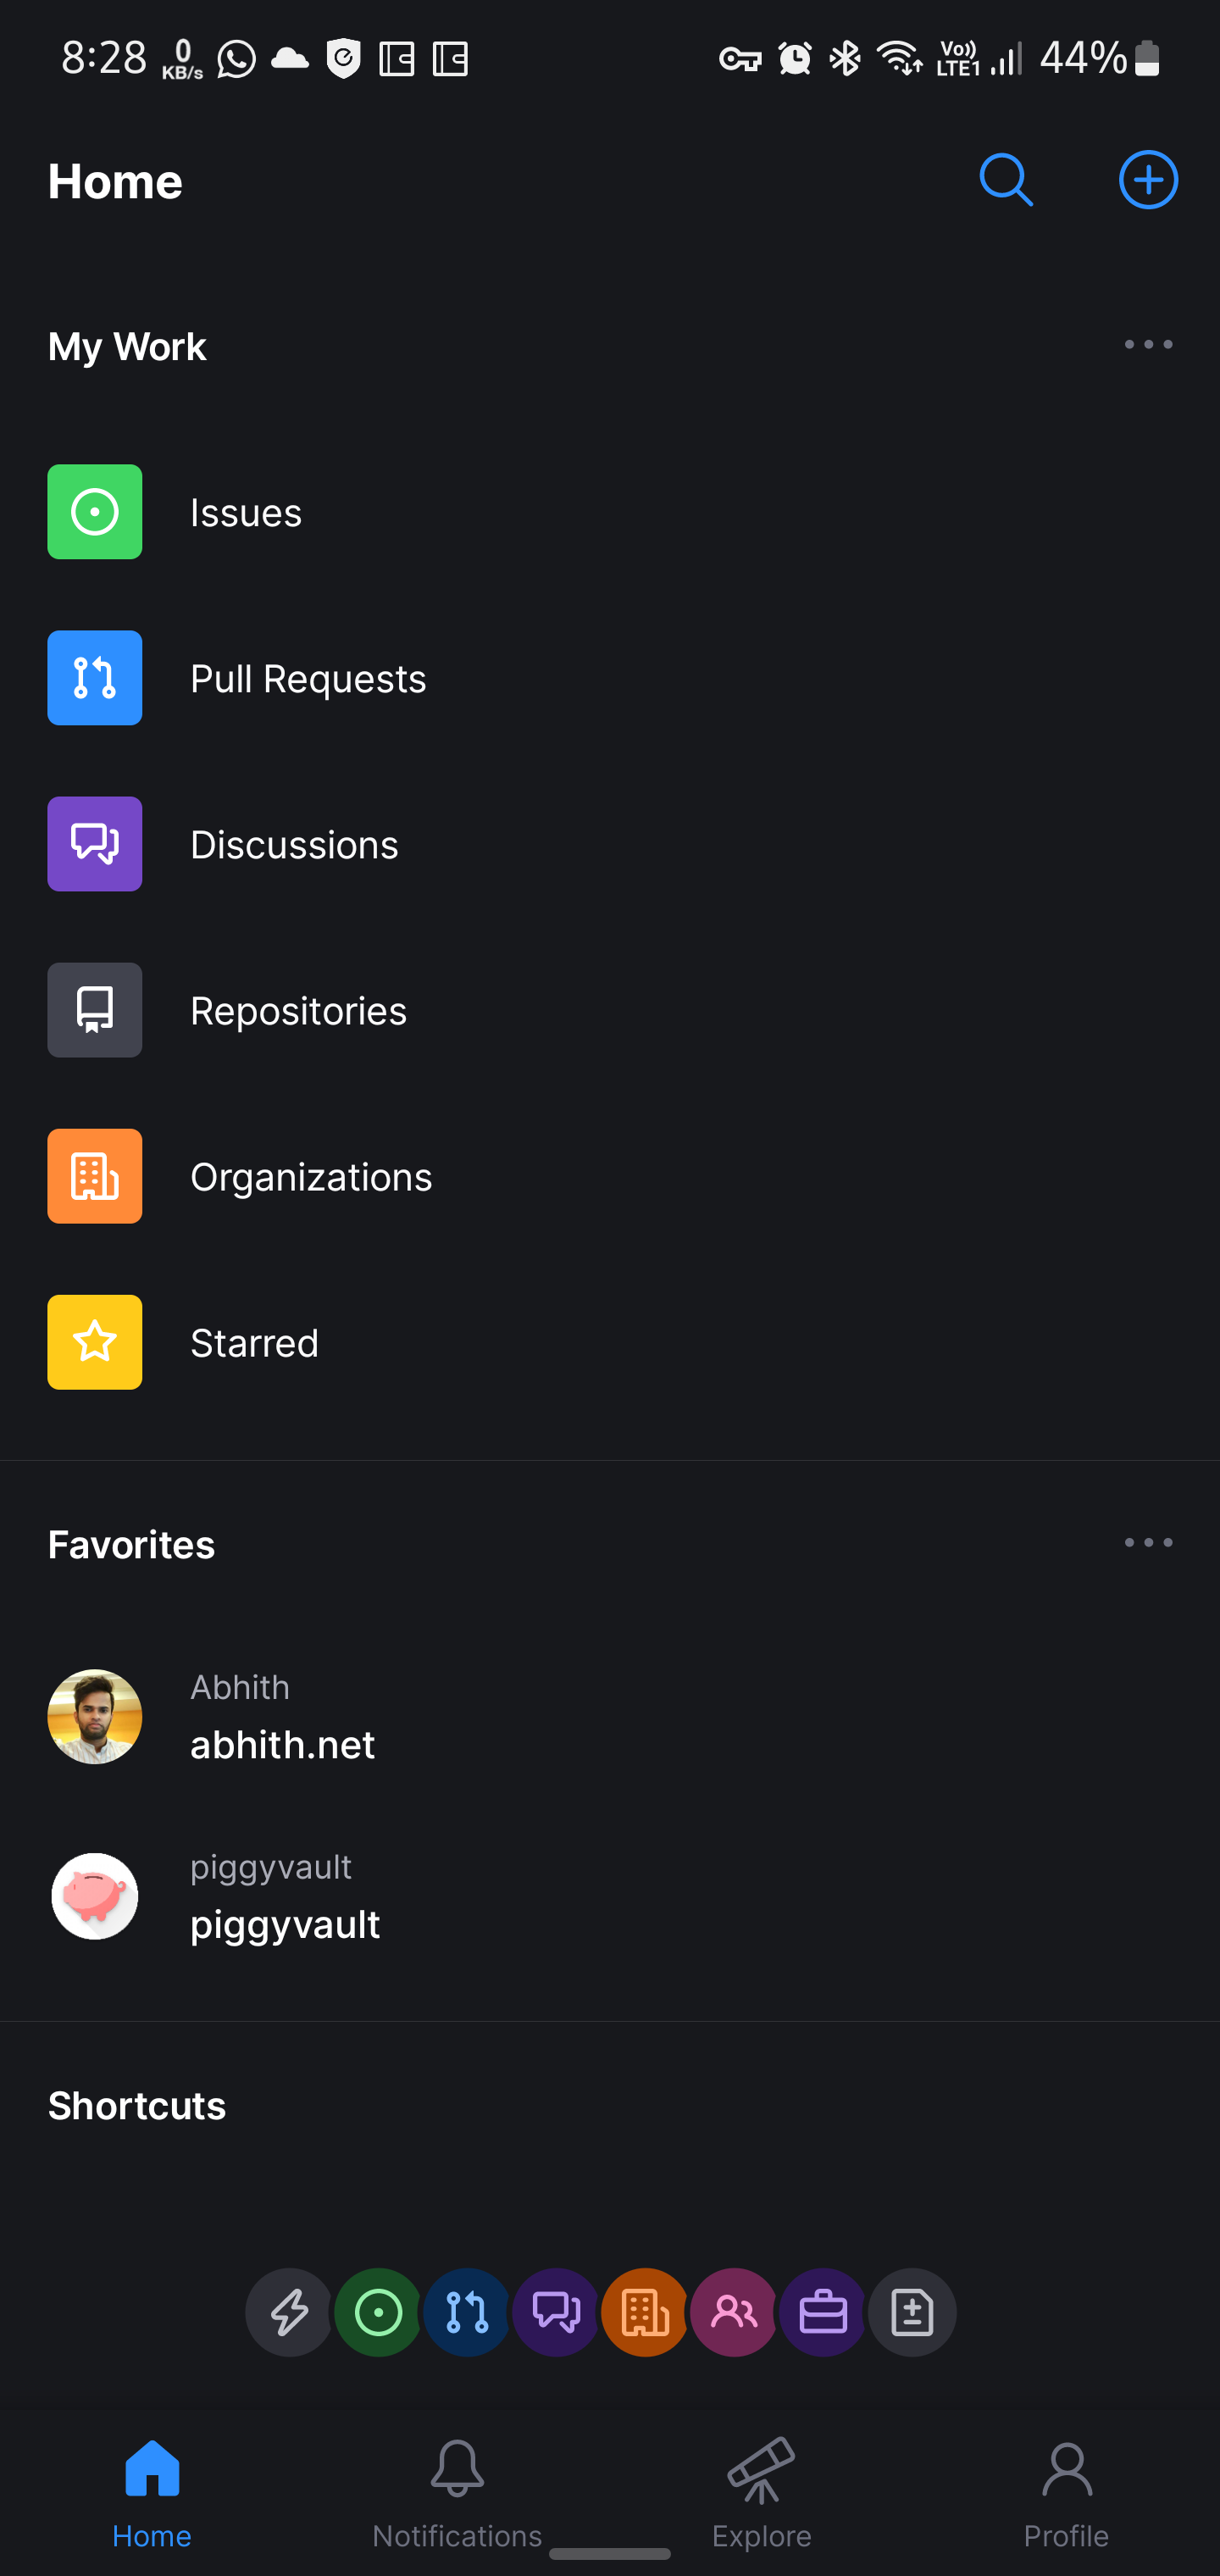 8:28 0 KB/s Vo)) LTE1 44%
Home
My Work
Issues
Pull Requests
Discussions
Repositories
Organizations
Starred
Favorites
Abhith
abhith.net
piggyvault
piggyvault
Shortcuts
Home Notifications Explore Profile